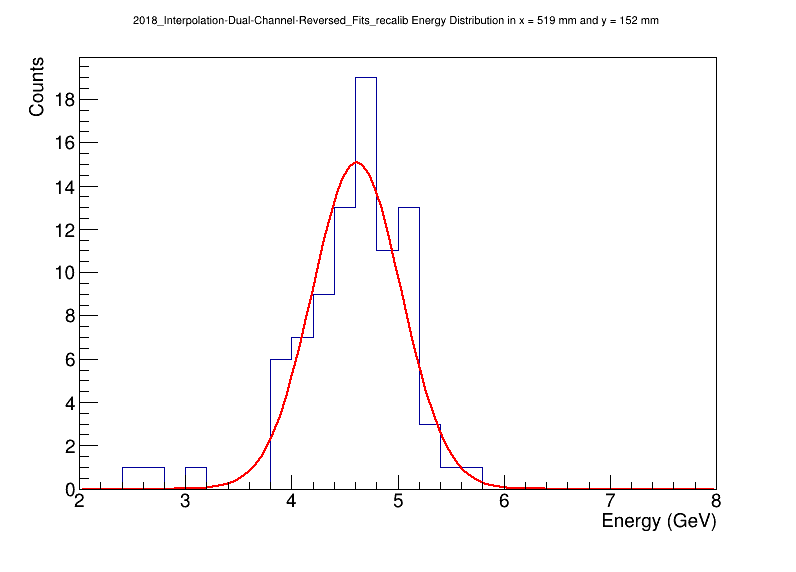 2018_Interpolation-Dual-Channel-Reversed_Fits_recalib Energy Distribution in x = 519 mm and y = 152 mm
Counts
18
16
14
12
10
8
6
4
2
0
2 3 4 5 6 7 8
Energy (GeV)